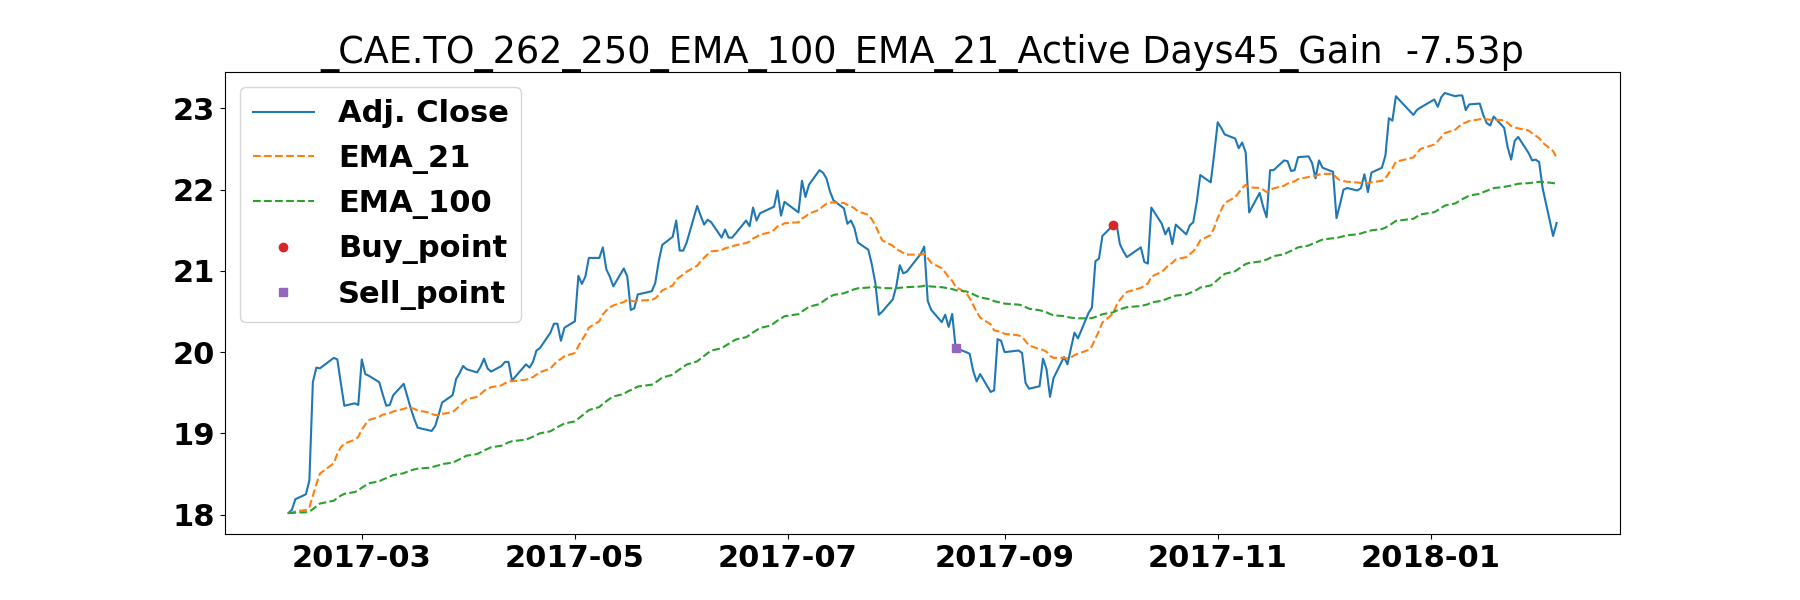 _CAE.TO_262_250_EMA_100_EMA_21_Active Days45_Gain  -7.53p
Adj. Close
EMA_21
EMA_100
Buy_point
Sell_point
23
22
21
20
19
18
2017-03 2017-05 2017-07 2017-09 2017-11 2018-01